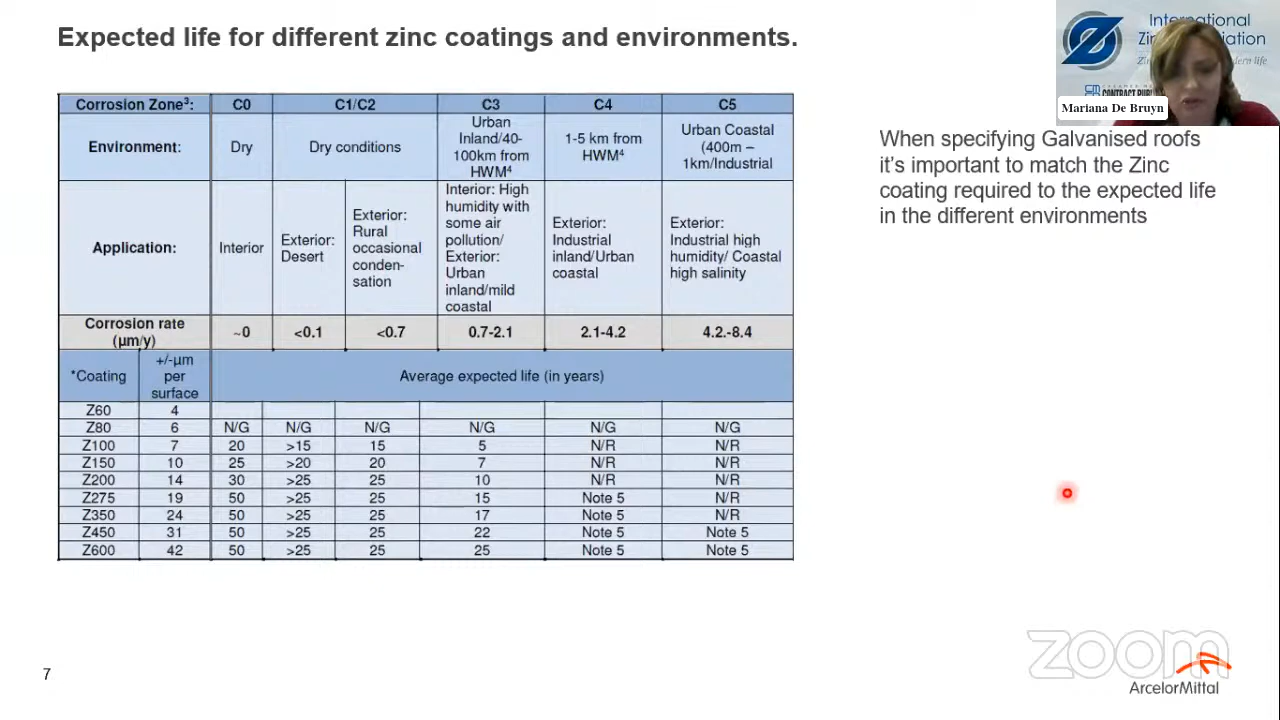 Expected life for different zinc coatings and environments.
International
Zin
iation
Mariana De Bruyn
When specifying Galvanised roofs
it's important to match the Zinc
coating required to the expected life
in the different environments
Corrosion Zone³: C0 C1/C2 C3 C4 C5
Environment: Dry Dry conditions Urban Inland/40-100km from HWM⁴ 1-5 km from HWM⁴ Urban Coastal (400m – 1km/Industrial
Application: Interior Exterior: Desert Exterior: Rural occasional conden-sation Interior: High humidity with some air pollution/ Exterior: Urban inland/mild coastal Exterior: Industrial inland/Urban coastal Exterior: Industrial high humidity/ Coastal high salinity
Corrosion rate (µm/y) ~0 <0.1 <0.7 0.7-2.1 2.1-4.2 4.2.-8.4
*Coating +/-µm per surface Average expected life (in years)
Z60 4
Z80 6 N/G N/G N/G N/G N/G N/G
Z100 7 20 >15 15 5 N/R N/R
Z150 10 25 >20 20 7 N/R N/R
Z200 14 30 >25 25 10 N/R N/R
Z275 19 50 >25 25 15 Note 5 N/R
Z350 24 50 >25 25 17 Note 5 N/R
Z450 31 50 >25 25 22 Note 5 Note 5
Z600 42 50 >25 25 25 Note 5 Note 5
zoom
7
ArcelorMittal